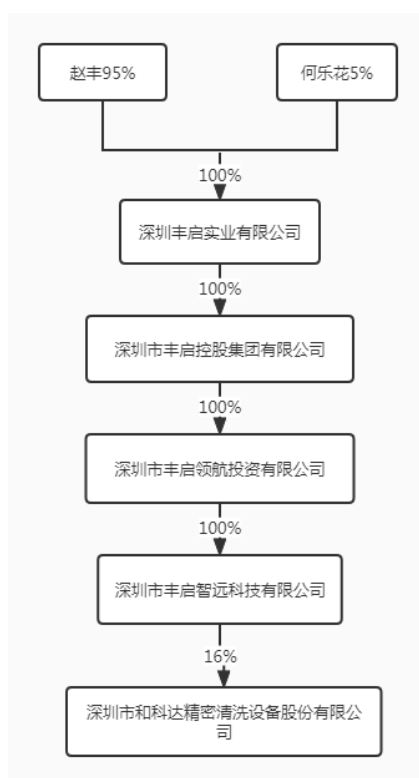 赵丰95%
何乐花5%
100%
深圳丰启实业有限公司
100%
深圳市丰启控股集团有限公司
100%
深圳市丰启领航投资有限公司
100%
深圳市丰启智远科技有限公司
16%
深圳市和科达精密清洗设备股份有限公
司